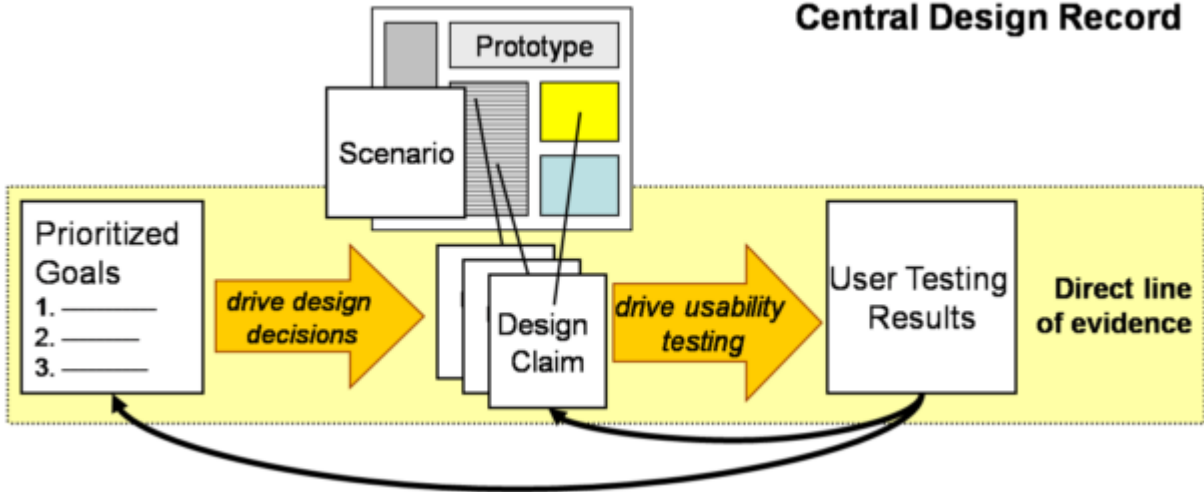 Central Design Record
Prototype
Scenario
Prioritized
Goals
1.
2.
3.
drive design
decisions
Design
Claim
drive usability
testing
User Testing
Results
Direct line
of evidence